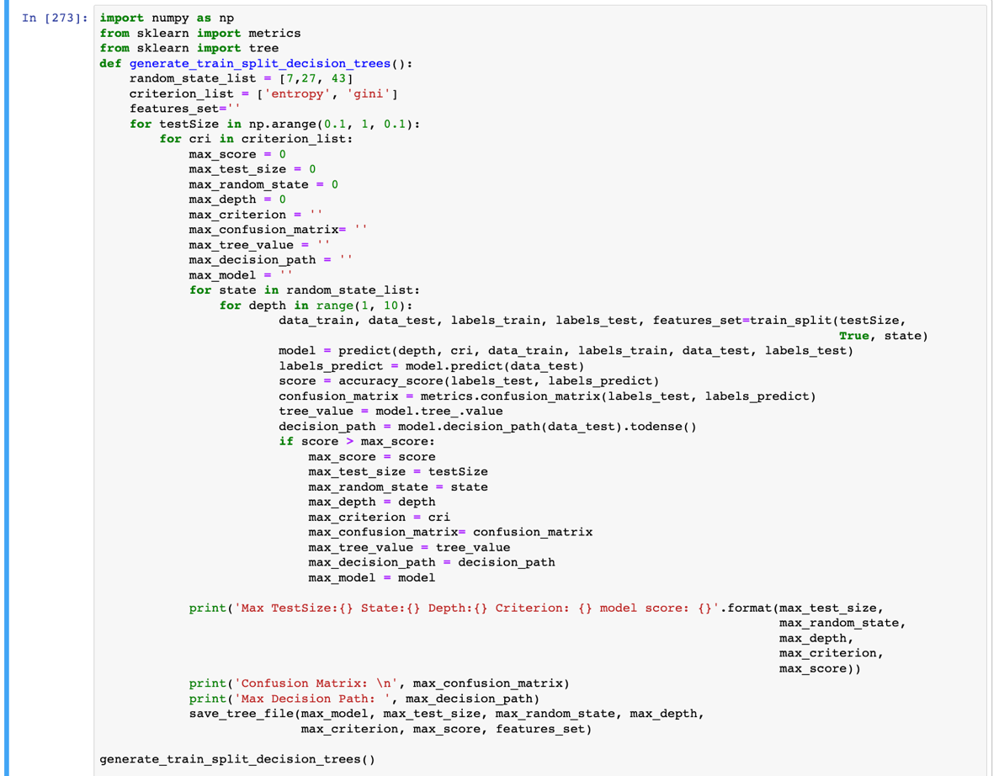 In [273]: import numpy as np
from sklearn import metrics
from sklearn import tree
def generate_train_split_decision_trees():
    random_state_list = [7,27, 43]
    criterion_list = ['entropy', 'gini']
    features_set=''
    for testSize in np.arange(0.1, 1, 0.1):
        for cri in criterion_list:
            max_score = 0
            max_test_size = 0
            max_random_state = 0
            max_depth = 0
            max_criterion = ''
            max_confusion_matrix= ''
            max_tree_value = ''
            max_decision_path = ''
            max_model = ''
            for state in random_state_list:
                for depth in range(1, 10):
                        data_train, data_test, labels_train, labels_test, features_set=train_split(testSize,
                                                                                                   True, state)
                        model = predict(depth, cri, data_train, labels_train, data_test, labels_test)
                        labels_predict = model.predict(data_test)
                        score = accuracy_score(labels_test, labels_predict)
                        confusion_matrix = metrics.confusion_matrix(labels_test, labels_predict)
                        tree_value = model.tree_.value
                        decision_path = model.decision_path(data_test).todense()
                        if score > max_score:
                            max_score = score
                            max_test_size = testSize
                            max_random_state = state
                            max_depth = depth
                            max_criterion = cri
                            max_confusion_matrix= confusion_matrix
                            max_tree_value = tree_value
                            max_decision_path = decision_path
                            max_model = model
            print('Max TestSize:{} State:{} Depth:{} Criterion: {} model score: {}'.format(max_test_size,
                                                                                           max_random_state,
                                                                                           max_depth,
                                                                                           max_criterion,
                                                                                           max_score))
            print('Confusion Matrix: \n', max_confusion_matrix)
            print('Max Decision Path: ', max_decision_path)
            save_tree_file(max_model, max_test_size, max_random_state, max_depth,
                           max_criterion, max_score, features_set)
generate_train_split_decision_trees()